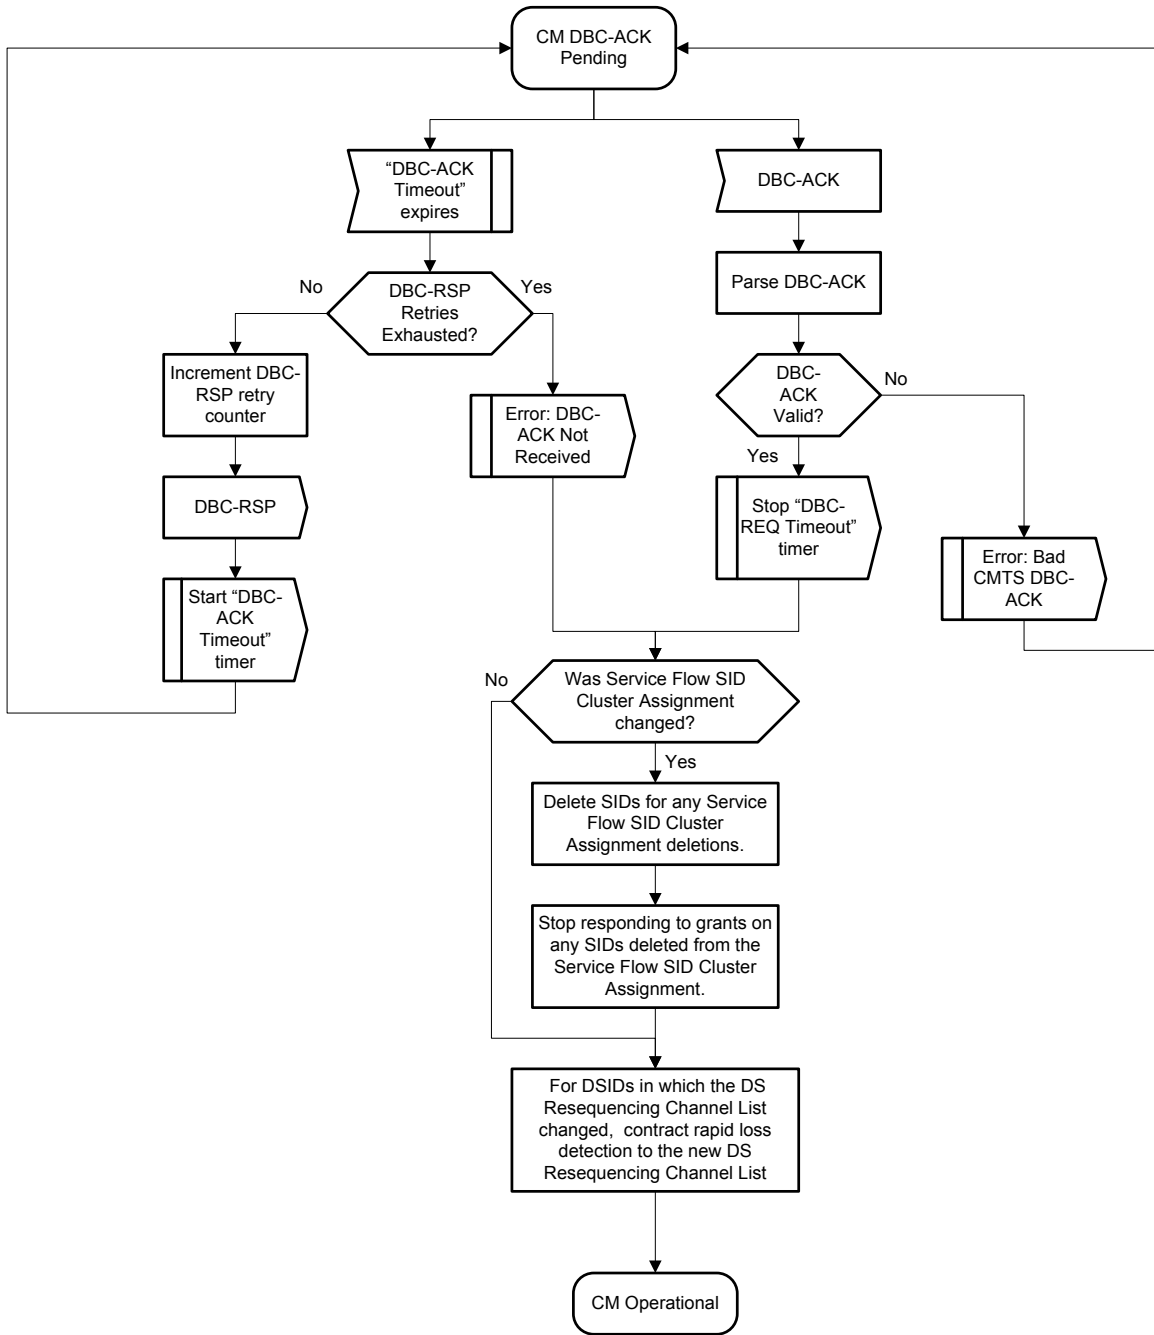 CM DBC-ACK
Pending
“DBC-ACK
Timeout”
expires
DBC-ACK
Parse DBC-ACK
No
DBC-RSP
Retries
Exhausted?
Yes
Increment DBC-
RSP retry
counter
Error: DBC-
ACK Not
Received
DBC-
ACK
Valid?
No
Yes
DBC-RSP
Stop “DBC-
REQ Timeout”
timer
Error: Bad
CMTS DBC-
ACK
Start “DBC-
ACK
Timeout”
timer
No
Was Service Flow SID
Cluster Assignment
changed?
Yes
Delete SIDs for any Service
Flow SID Cluster
Assignment deletions.
Stop responding to grants on
any SIDs deleted from the
Service Flow SID Cluster
Assignment.
For DSIDs in which the DS
Resequencing Channel List
changed,  contract rapid loss
detection to the new DS
Resequencing Channel List
CM Operational